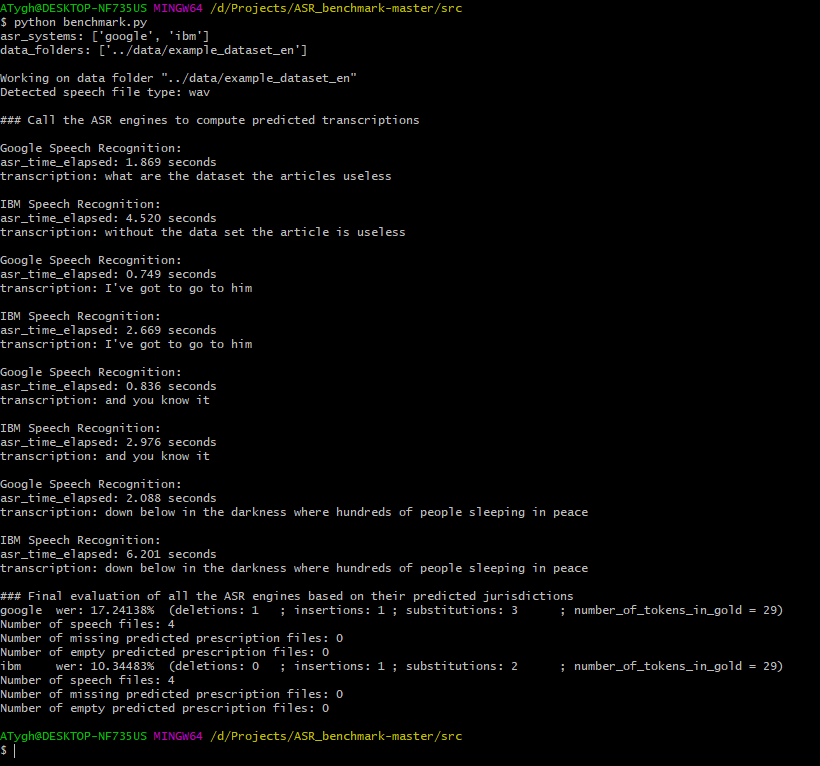 ATygh@DESKTOP-NF735US MINGW64 /d/Projects/ASR_benchmark-master/src
$ python benchmark.py
asr_systems: ['google', 'ibm']
data_folders: ['../data/example_dataset_en']
Working on data folder "../data/example_dataset_en"
Detected speech file type: wav
### Call the ASR engines to compute predicted transcriptions
Google Speech Recognition:
asr_time_elapsed: 1.869 seconds
transcription: what are the dataset the articles useless
IBM Speech Recognition:
asr_time_elapsed: 4.520 seconds
transcription: without the data set the article is useless
Google Speech Recognition:
asr_time_elapsed: 0.749 seconds
transcription: I've got to go to him
IBM Speech Recognition:
asr_time_elapsed: 2.669 seconds
transcription: I've got to go to him
Google Speech Recognition:
asr_time_elapsed: 0.836 seconds
transcription: and you know it
IBM Speech Recognition:
asr_time_elapsed: 2.976 seconds
transcription: and you know it
Google Speech Recognition:
asr_time_elapsed: 2.088 seconds
transcription: down below in the darkness where hundreds of people sleeping in peace
IBM Speech Recognition:
asr_time_elapsed: 6.201 seconds
transcription: down below in the darkness where hundreds of people sleeping in peace
### Final evaluation of all the ASR engines based on their predicted jurisdictions
google  wer: 17.24138%  (deletions: 1   ; insertions: 1 ; substitutions: 3      ; number_of_tokens_in_gold = 29)
Number of speech files: 4
Number of missing predicted prescription files: 0
Number of empty predicted prescription files: 0
ibm     wer: 10.34483%  (deletions: 0   ; insertions: 1 ; substitutions: 2      ; number_of_tokens_in_gold = 29)
Number of speech files: 4
Number of missing predicted prescription files: 0
Number of empty predicted prescription files: 0
ATygh@DESKTOP-NF735US MINGW64 /d/Projects/ASR_benchmark-master/src
$